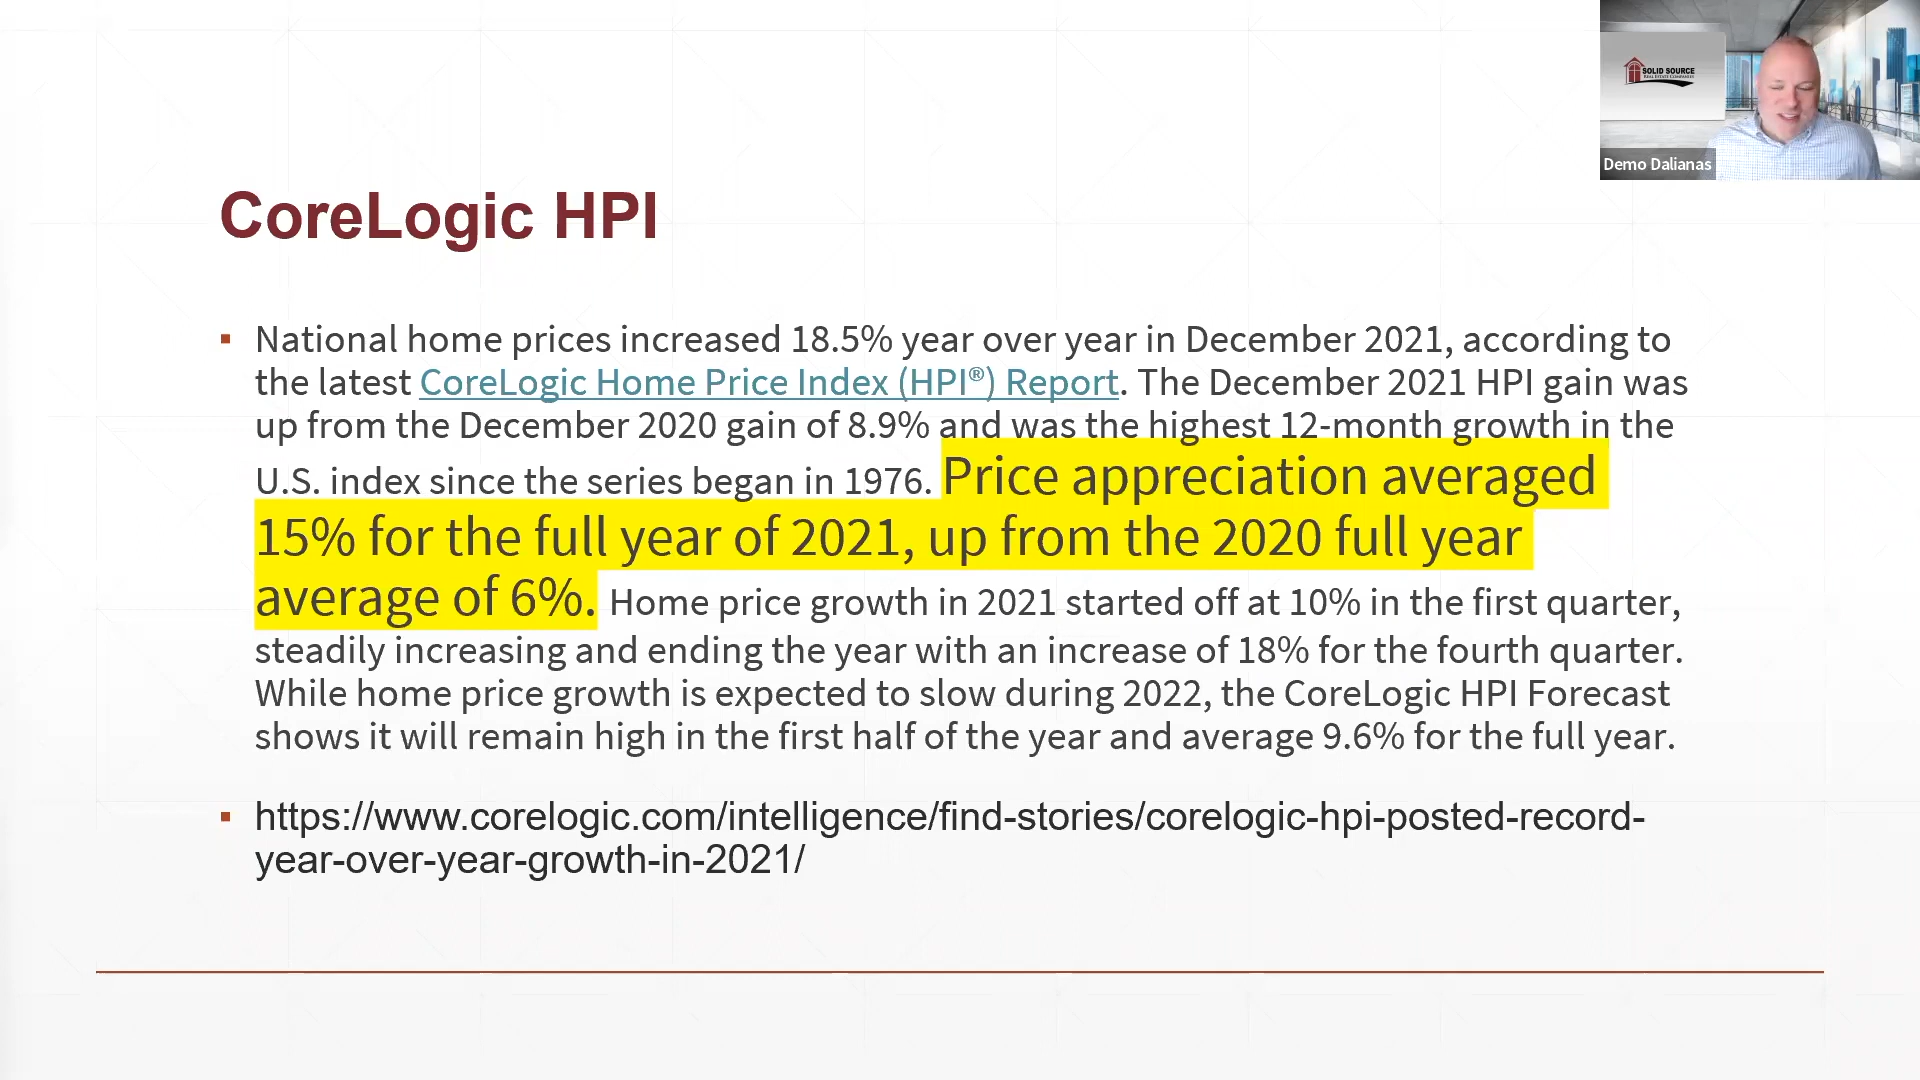 SOLID SOURCE
REAL ESTATE COMPANIES
Demo Dalianas
CoreLogic HPI
▪ National home prices increased 18.5% year over year in December 2021, according to
the latest CoreLogic Home Price Index (HPI®) Report. The December 2021 HPI gain was
up from the December 2020 gain of 8.9% and was the highest 12-month growth in the
U.S. index since the series began in 1976. Price appreciation averaged
15% for the full year of 2021, up from the 2020 full year
average of 6%. Home price growth in 2021 started off at 10% in the first quarter,
steadily increasing and ending the year with an increase of 18% for the fourth quarter.
While home price growth is expected to slow during 2022, the CoreLogic HPI Forecast
shows it will remain high in the first half of the year and average 9.6% for the full year.
▪ https://www.corelogic.com/intelligence/find-stories/corelogic-hpi-posted-record-
year-over-year-growth-in-2021/